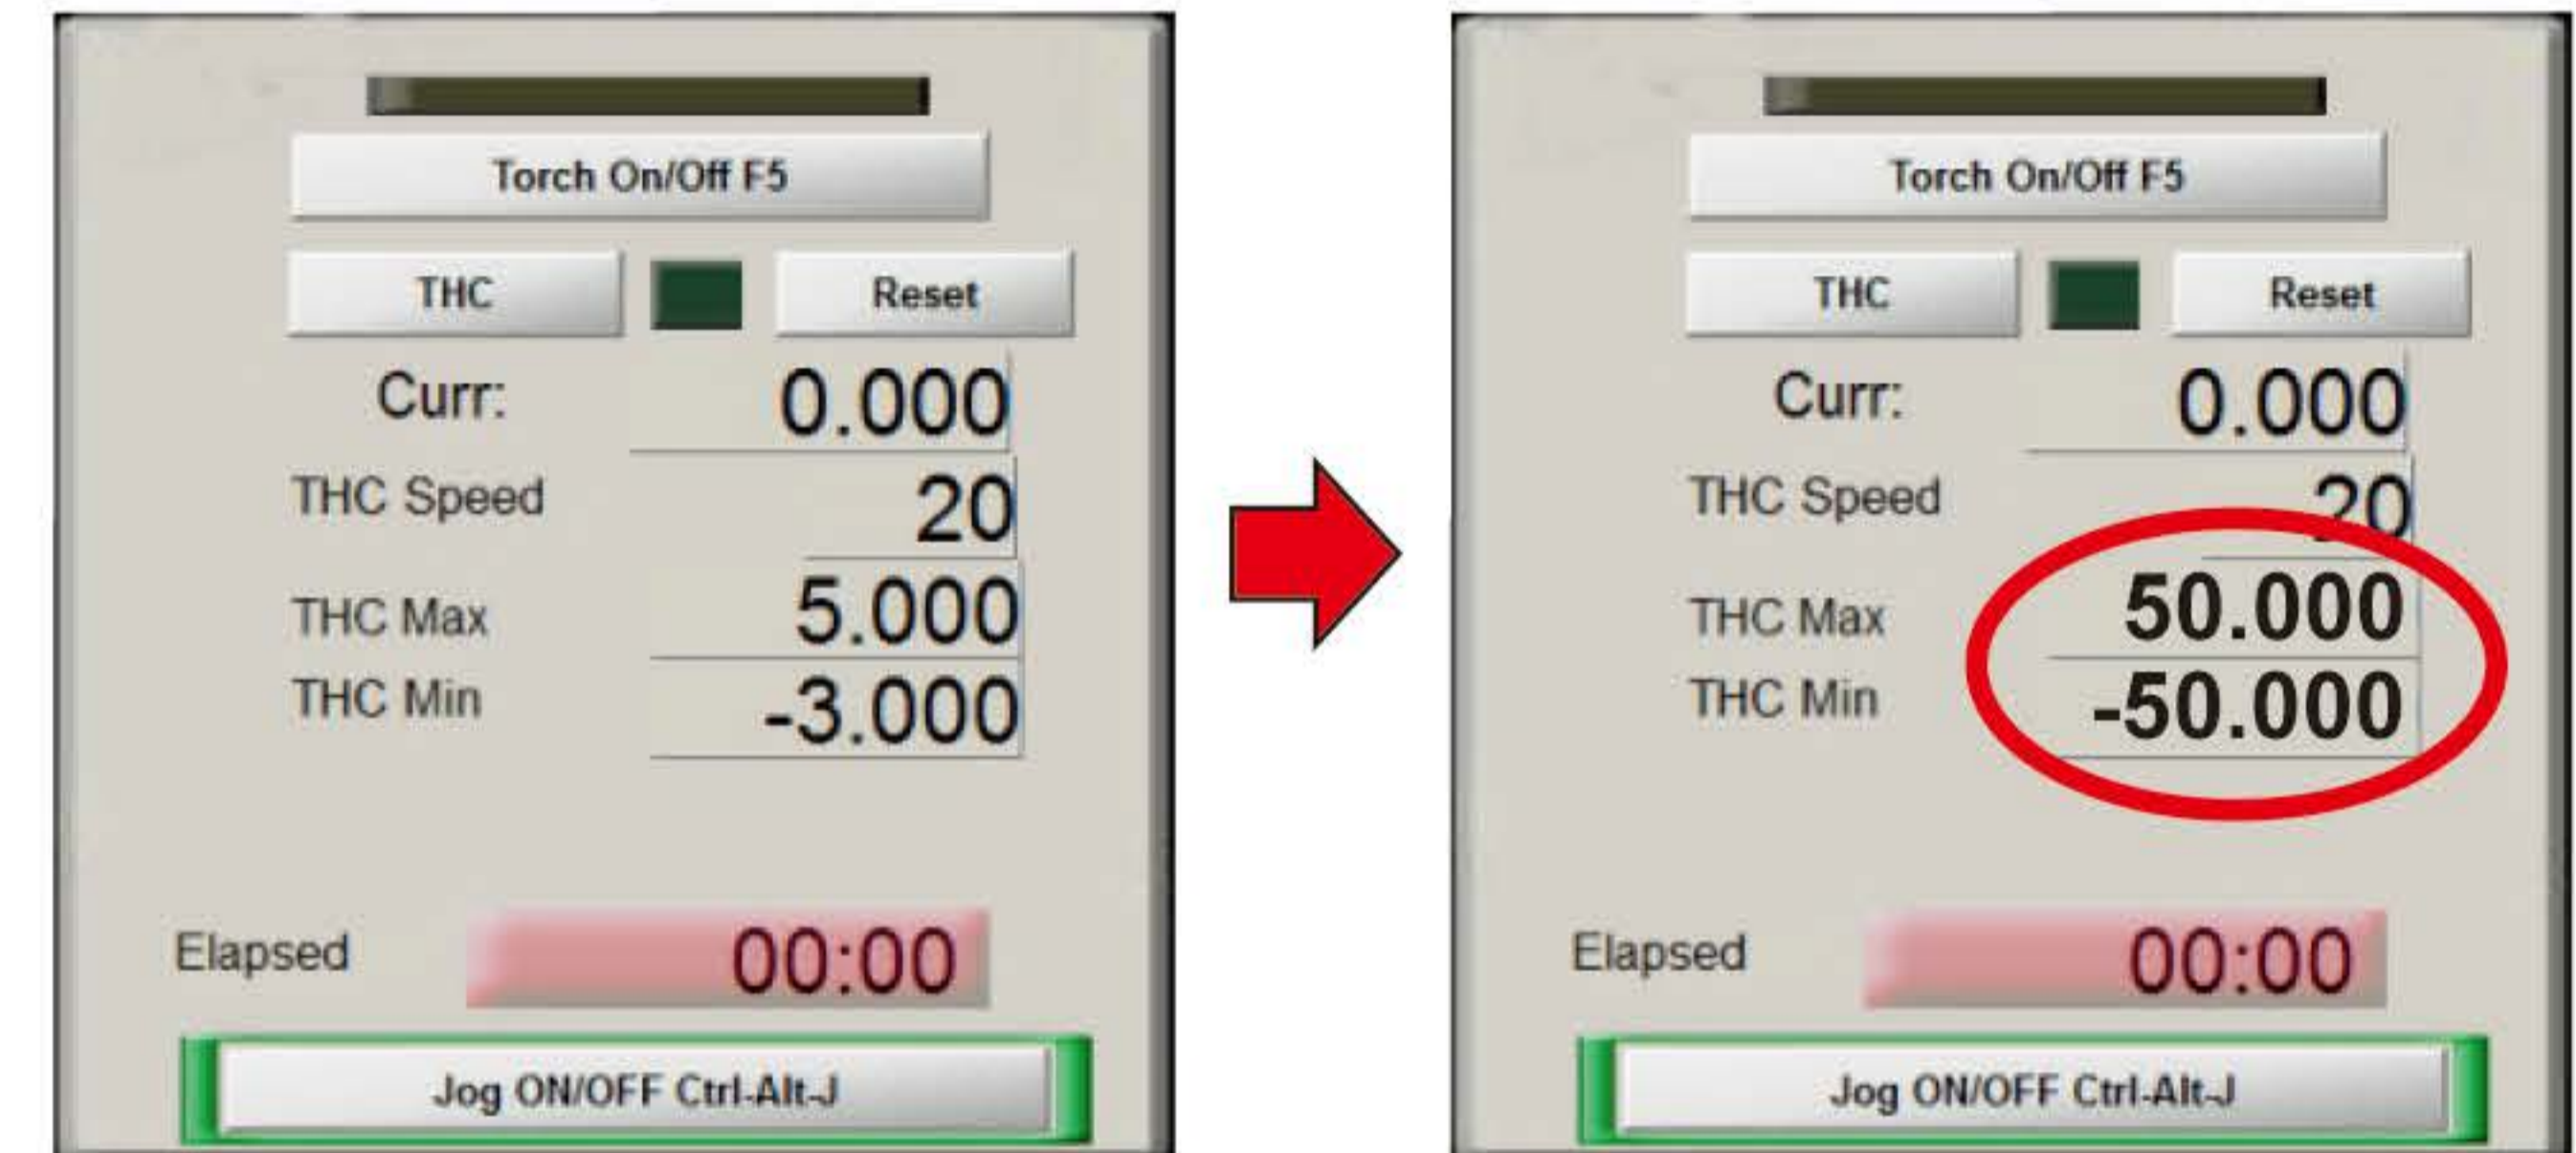 Torch On/Off F5
THC
Reset
Curr:
0.000
THC Speed
20
THC Max
5.000
THC Min
-3.000
Elapsed
00:00
Jog ON/OFF Ctrl-Alt-J
Torch On/Off F5
THC
Reset
Curr:
0.000
THC Speed
20
THC Max
50.000
THC Min
-50.000
Elapsed
00:00
Jog ON/OFF Ctrl-Alt-J